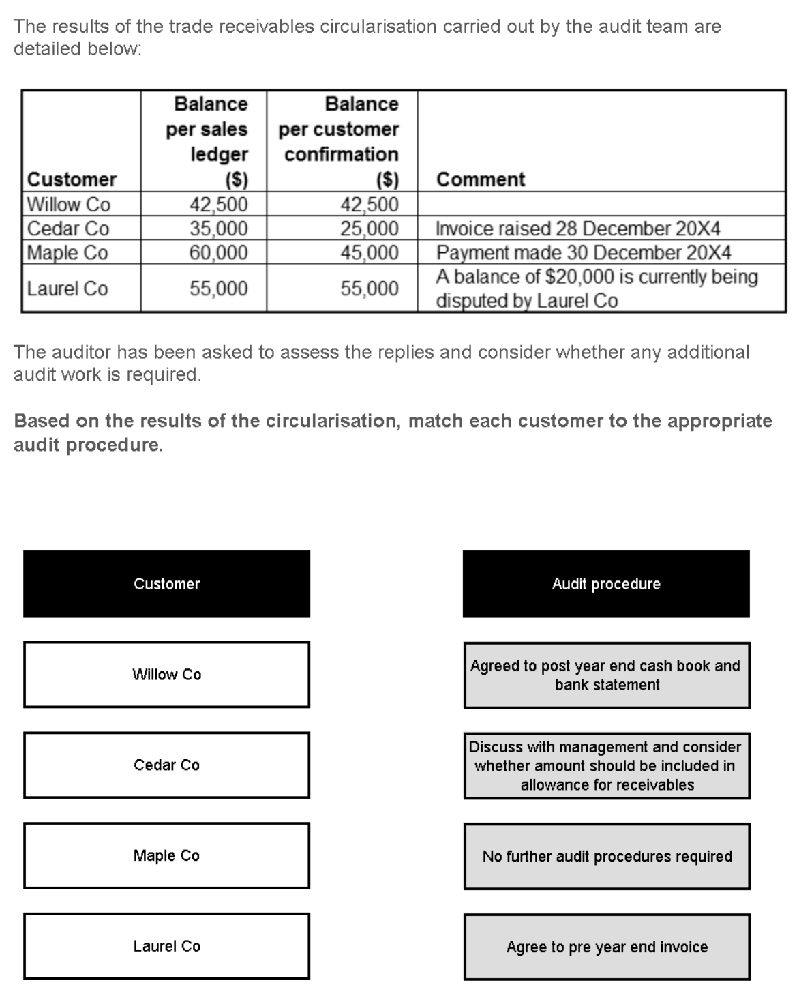 The results of the trade receivables circularisation carried out by the audit team are
detailed below:
Customer
Balance
per sales
ledger
($)
Balance
per customer
confirmation
($)
Comment
Willow Co 42,500 42,500
Cedar Co 35,000 25,000 Invoice raised 28 December 20X4
Maple Co 60,000 45,000 Payment made 30 December 20X4
Laurel Co 55,000 55,000 A balance of $20,000 is currently being
disputed by Laurel Co
The auditor has been asked to assess the replies and consider whether any additional
audit work is required.
Based on the results of the circularisation, match each customer to the appropriate
audit procedure.
Customer
Audit procedure
Willow Co
Agreed to post year end cash book and
bank statement
Cedar Co
Discuss with management and consider
whether amount should be included in
allowance for receivables
Maple Co
No further audit procedures required
Laurel Co
Agree to pre year end invoice